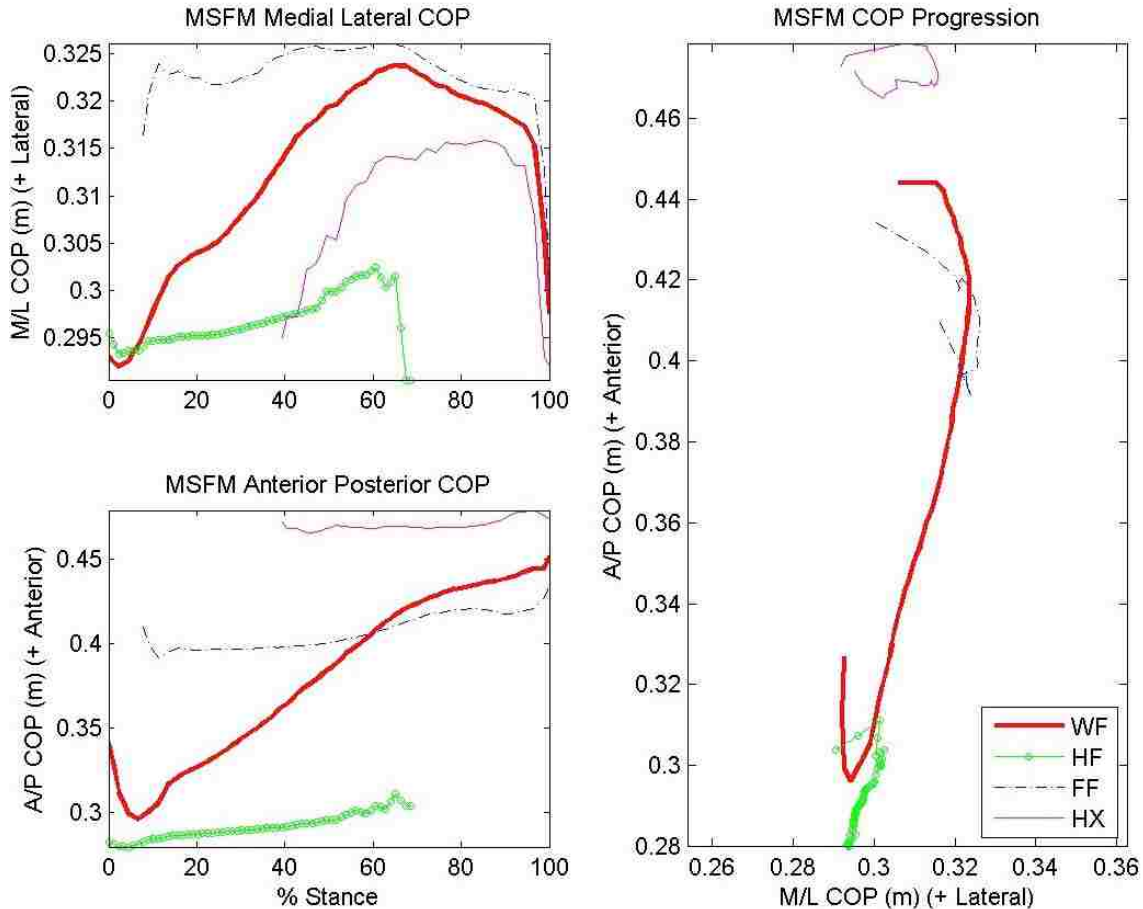 MSFM Medial Lateral COP
M/L COP (m) (+ Lateral)
0.325
0.32
0.315
0.31
0.305
0.3
0.295
0 20 40 60 80 100
MSFM Anterior Posterior COP
A/P COP (m) (+ Anterior)
0.45
0.4
0.35
0.3
0 20 40 60 80 100
% Stance
MSFM COP Progression
A/P COP (m) (+ Anterior)
0.46
0.44
0.42
0.4
0.38
0.36
0.34
0.32
0.3
0.28
0.26 0.28 0.3 0.32 0.34 0.36
M/L COP (m) (+ Lateral)
WF
HF
FF
HX